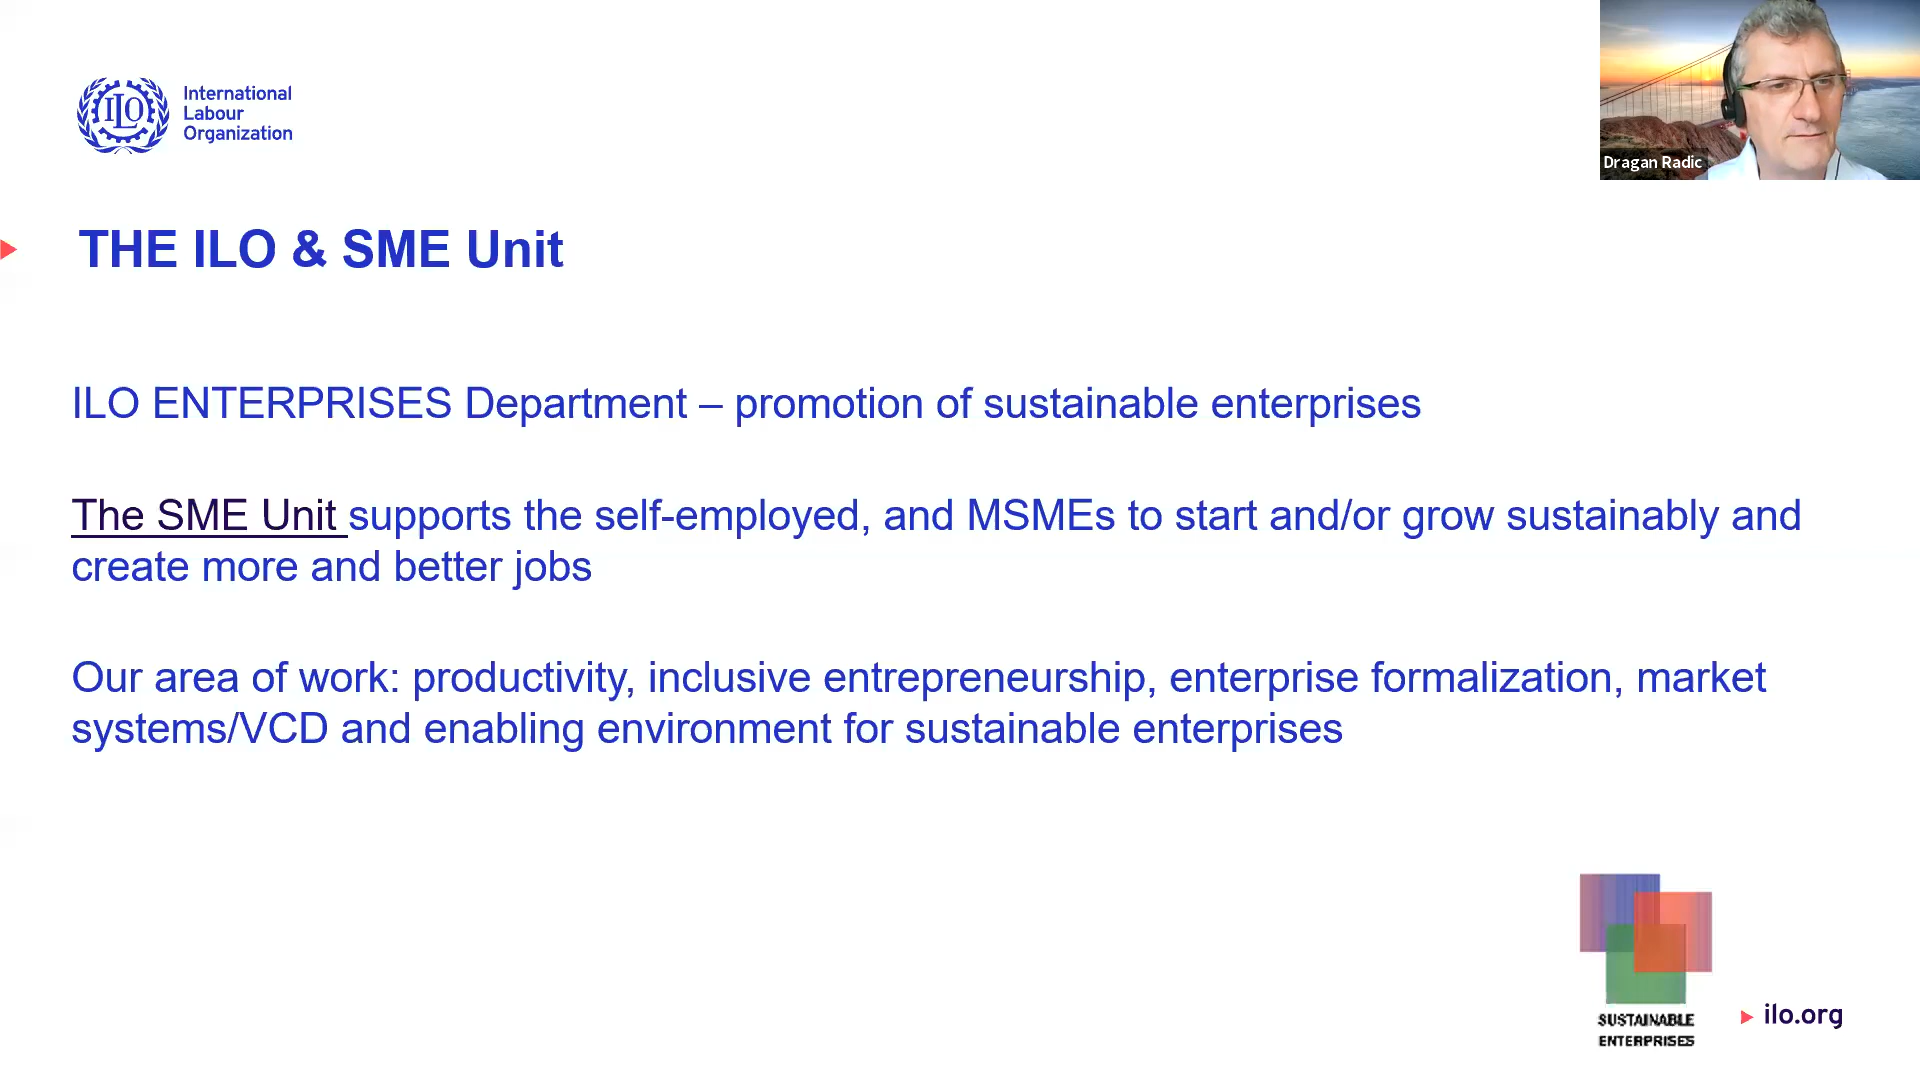 ILO
International
Labour
Organization
Dragan Radic
THE ILO & SME Unit
ILO ENTERPRISES Department – promotion of sustainable enterprises
The SME Unit supports the self-employed, and MSMEs to start and/or grow sustainably and
create more and better jobs
Our area of work: productivity, inclusive entrepreneurship, enterprise formalization, market
systems/VCD and enabling environment for sustainable enterprises
SUSTAINABLE
ENTERPRISES
ilo.org